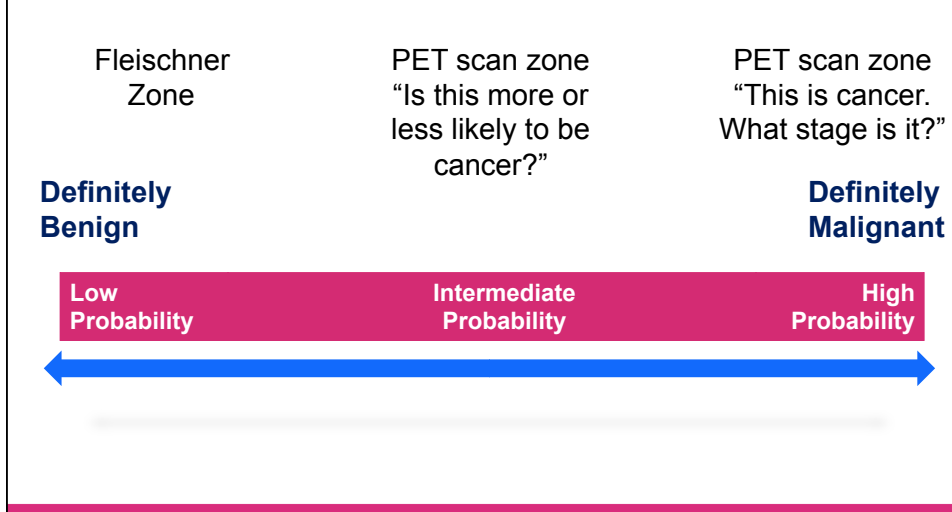 Fleischner
Zone
PET scan zone
“Is this more or
less likely to be
cancer?”
PET scan zone
“This is cancer.
What stage is it?”
Definitely
Benign
Definitely
Malignant
Low
Probability
Intermediate
Probability
High
Probability